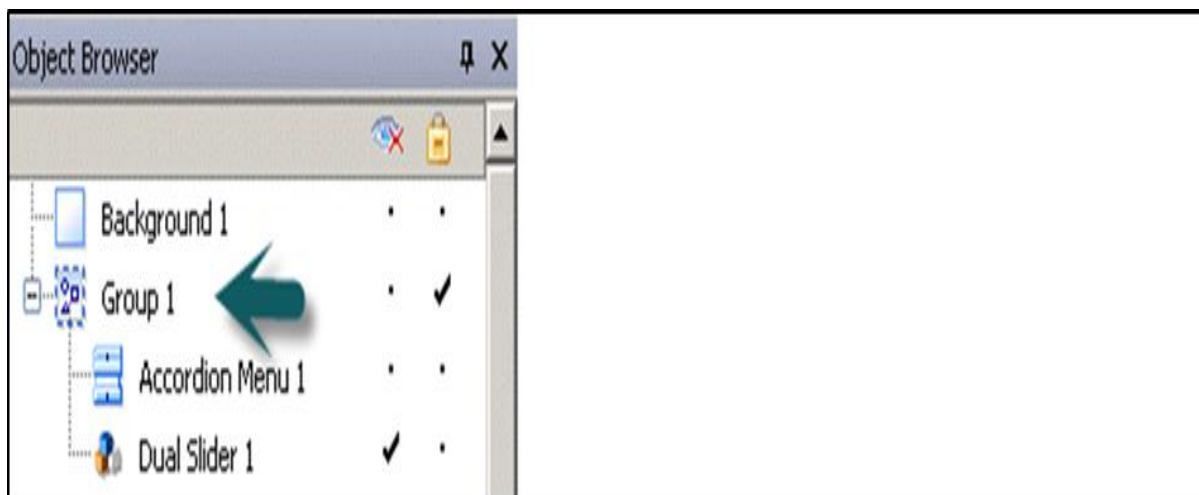 Object Browser
Background 1
Group 1
Accordion Menu 1
Dual Slider 1